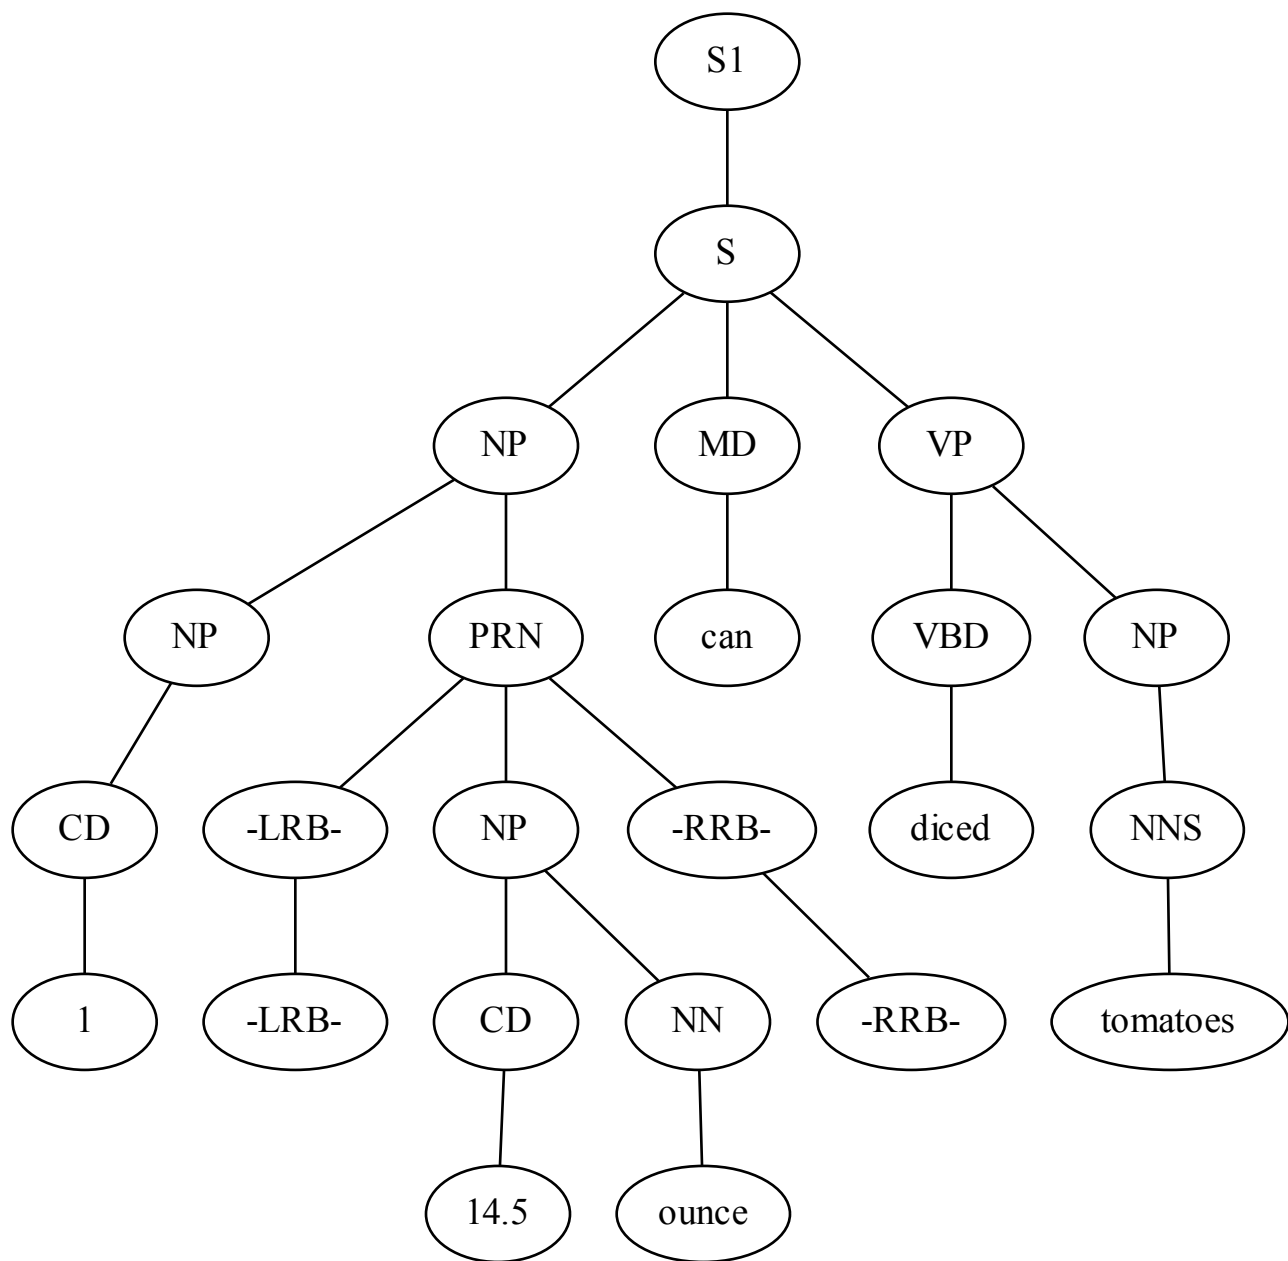 S1
S
NP MD VP
NP PRN can VBD NP
CD -LRB- NP -RRB- diced NNS
1 -LRB- CD NN -RRB- tomatoes
14.5 ounce